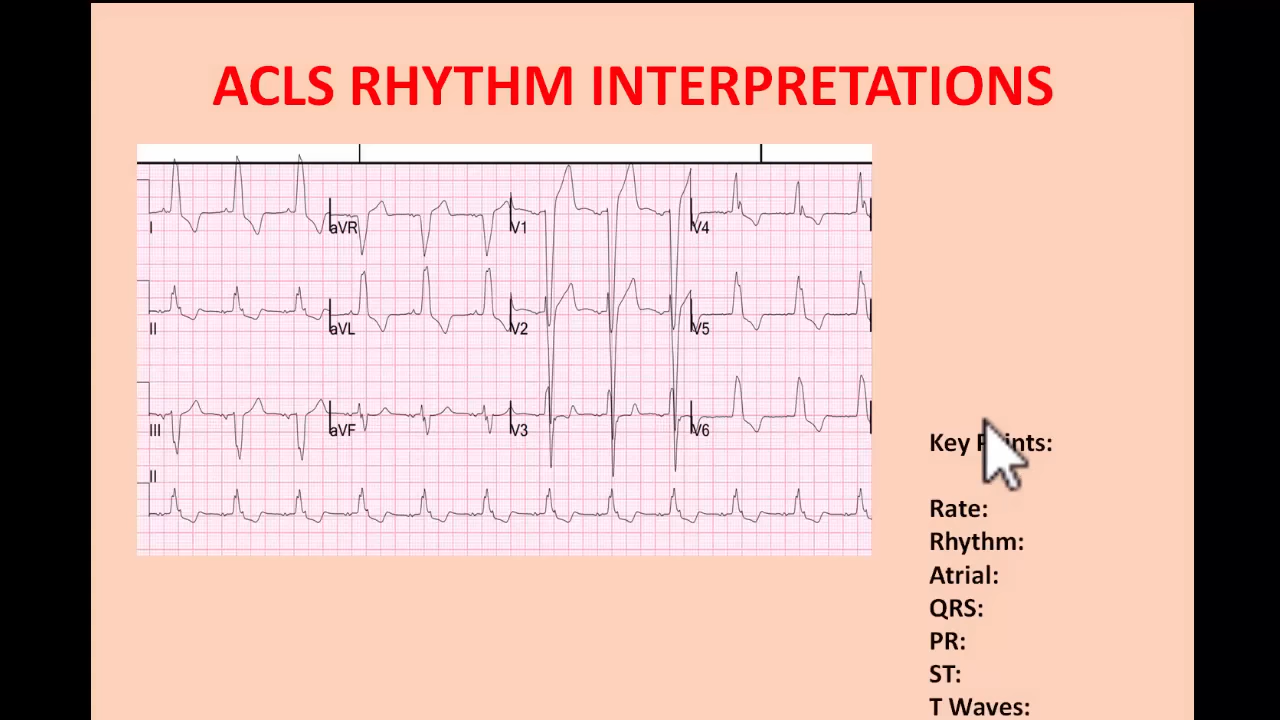 ACLS RHYTHM INTERPRETATIONS
I aVR V1 V4
II aVL V2 V5
III aVF V3 V6
II
Key Points:
Rate:
Rhythm:
Atrial:
QRS:
PR:
ST:
T Waves: